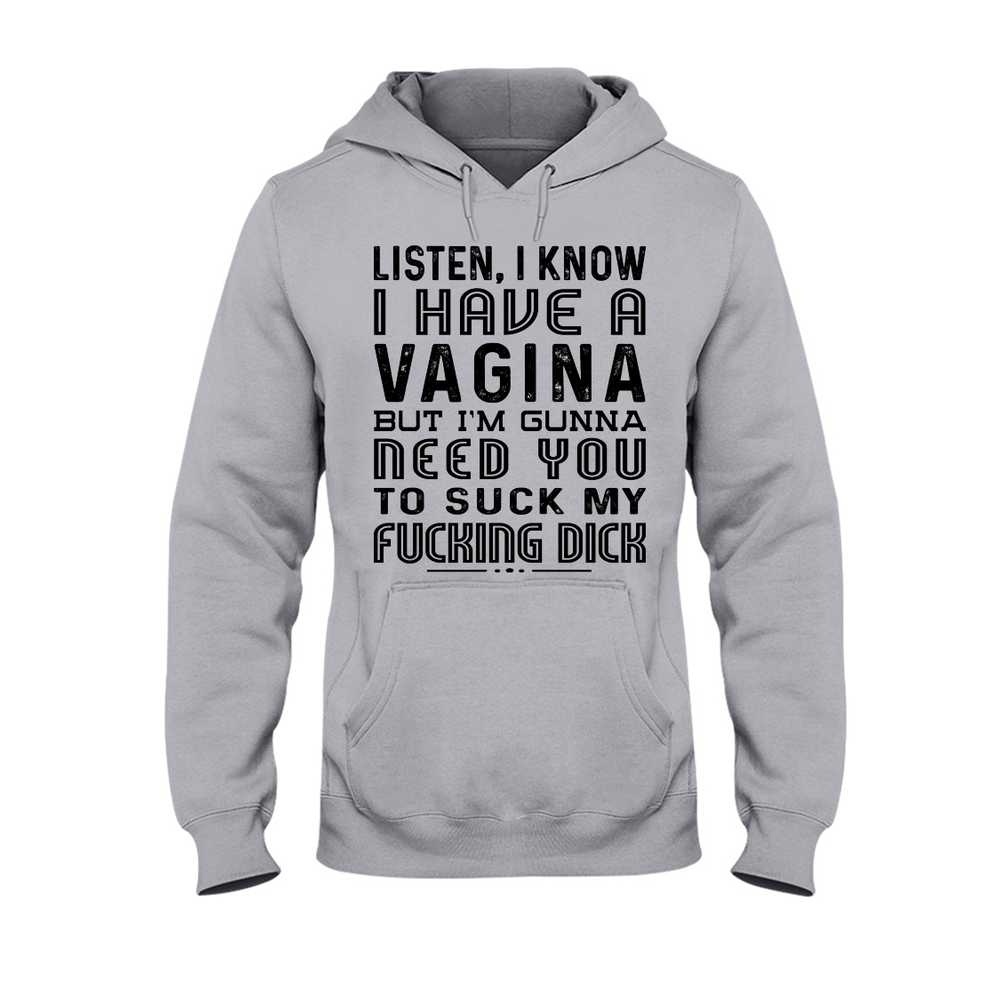 LISTEN, I KNOW
I HAVE A
VAGINA
BUT I'M GUNNA
NEED YOU
TO SUCK MY
FUCKING DICK